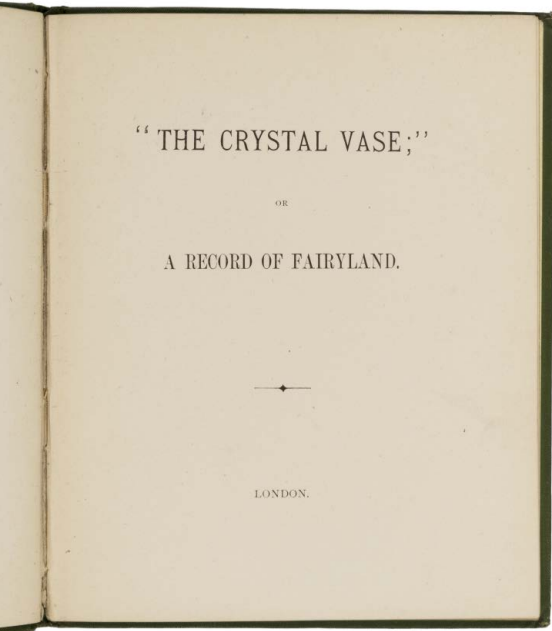 “THE CRYSTAL VASE;”
OR
A RECORD OF FAIRYLAND.
LONDON.